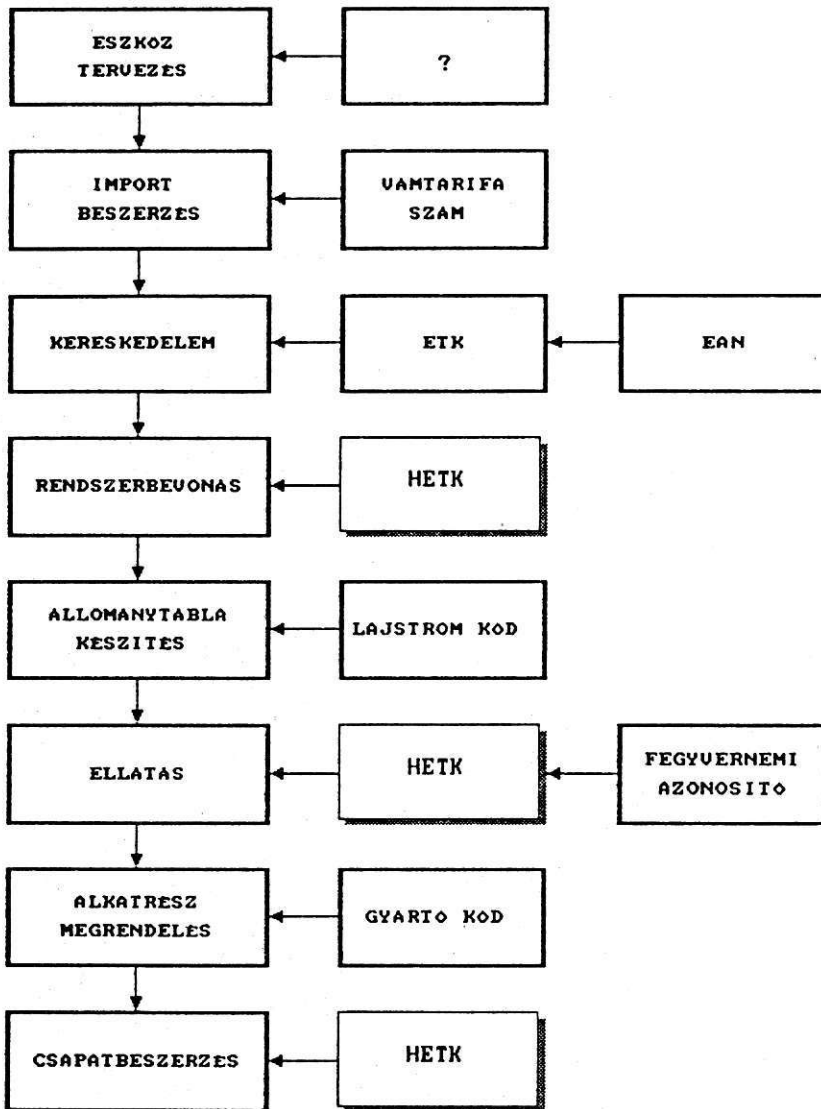 ESZKOZ
TERVEZES
?
IMPORT
BESZERZES
VAMTARIFA
SZAM
KERESKEDELEM
ETK
EAN
RENDSZERBEVONAS
HETK
ALLOMANYTABLA
KESZITES
LAJSTROM KOD
ELLATAS
HETK
FEGYVERNEMI
AZONOSITO
ALKATRESZ
MEGRENDELES
GYARTO KOD
CSAPATBESZERZES
HETK